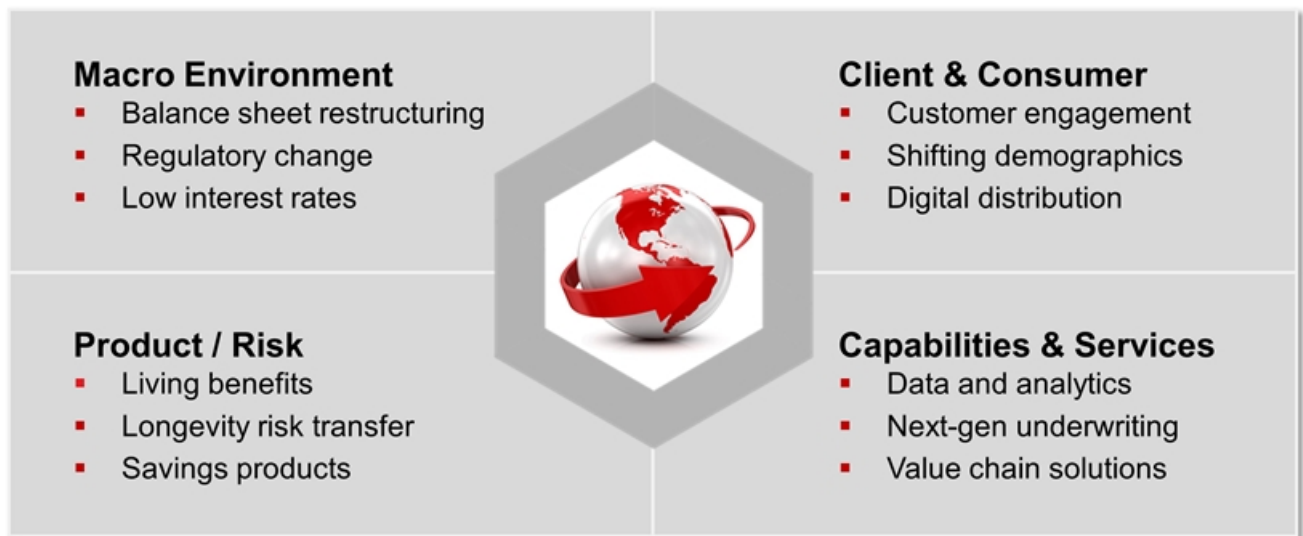 Macro Environment
▪ Balance sheet restructuring
▪ Regulatory change
▪ Low interest rates
Client & Consumer
▪ Customer engagement
▪ Shifting demographics
▪ Digital distribution
Product / Risk
▪ Living benefits
▪ Longevity risk transfer
▪ Savings products
Capabilities & Services
▪ Data and analytics
▪ Next-gen underwriting
▪ Value chain solutions